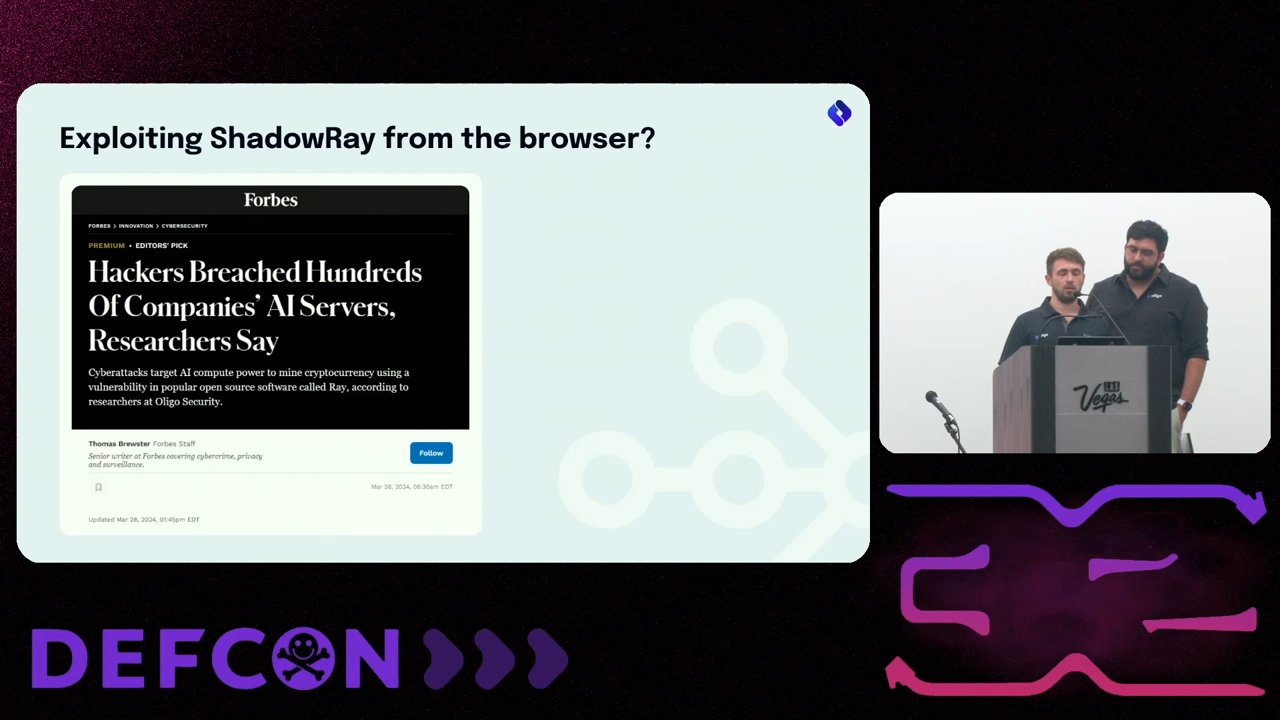 Exploiting ShadowRay from the browser?
Forbes
FORBES > INNOVATION > CYBERSECURITY
PREMIUM • EDITORS' PICK
Hackers Breached Hundreds
Of Companies' AI Servers,
Researchers Say
Cyberattacks target AI compute power to mine cryptocurrency using a
vulnerability in popular open source software called Ray, according to
researchers at Oligo Security.
Thomas Brewster Forbes Staff
Senior writer at Forbes covering cybercrime, privacy
and surveillance.
Follow
Mar 26, 2024, 06:30am EDT
Updated Mar 28, 2024, 01:45pm EDT
LAS
Vegas
DEFCON